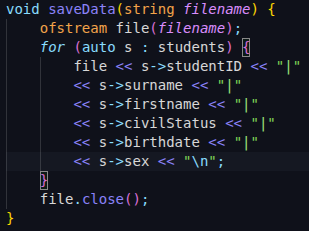 void saveData(string filename) {
ofstream file(filename);
for (auto s : students) {
file << s->studentID << "|"
<< s->surname << "|"
<< s->firstname << "|"
<< s->civilStatus << "|"
<< s->birthdate << "|"
<< s->sex << "\n";
}
file.close();
}